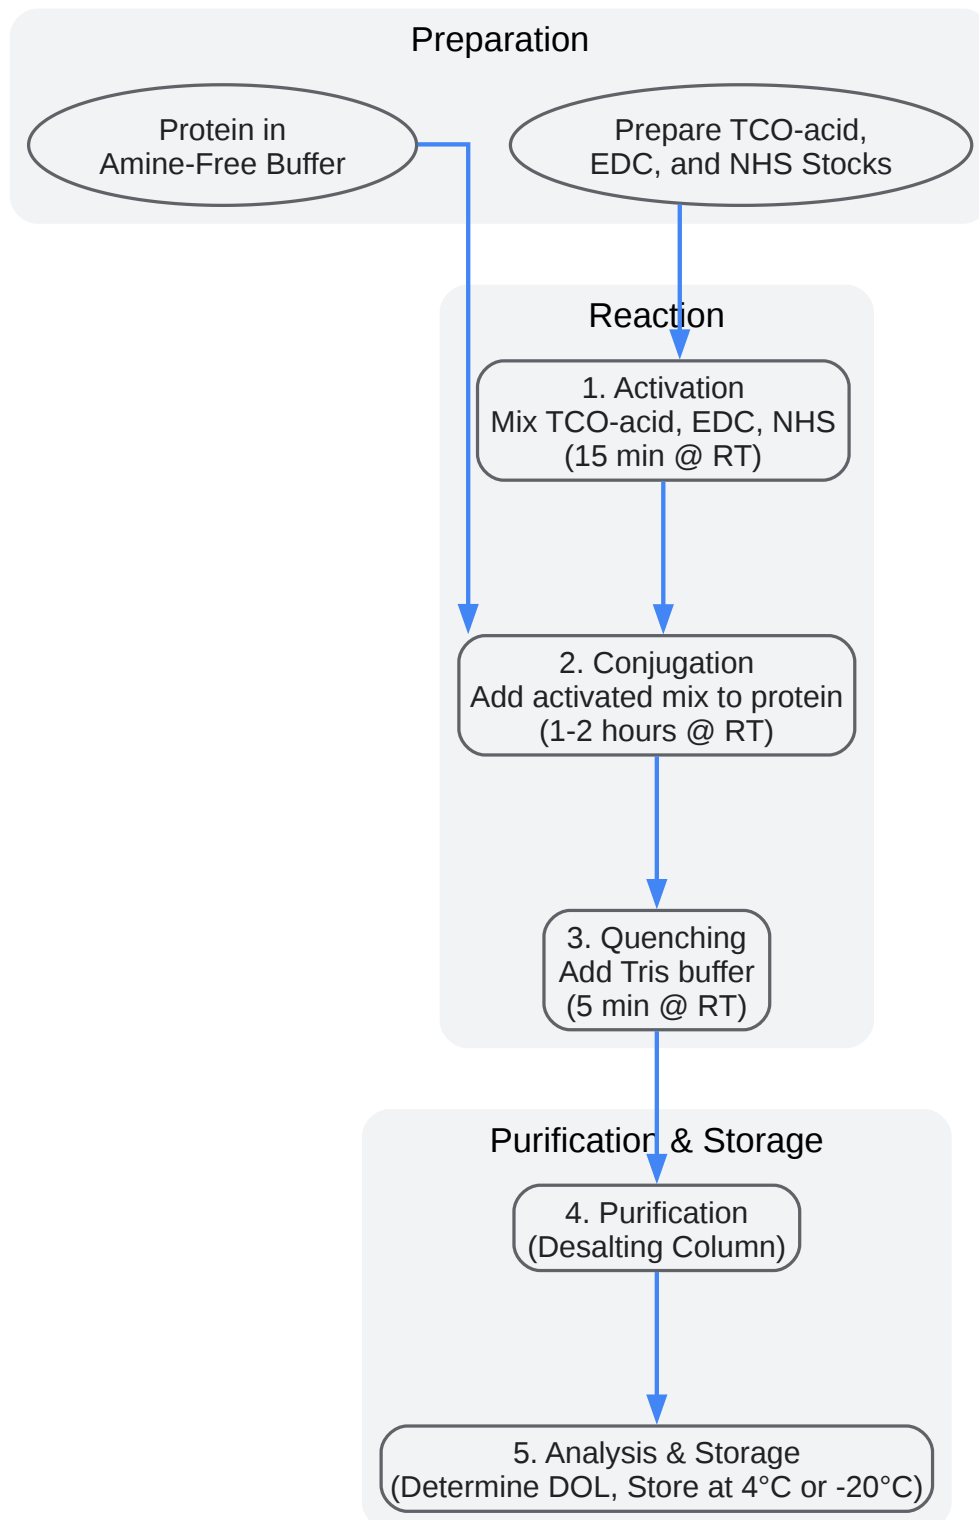 Preparation
Protein in
Amine-Free Buffer
Prepare TCO-acid,
EDC, and NHS Stocks
Reaction
1. Activation
Mix TCO-acid, EDC, NHS
(15 min @ RT)
2. Conjugation
Add activated mix to protein
(1-2 hours @ RT)
3. Quenching
Add Tris buffer
(5 min @ RT)
Purification & Storage
4. Purification
(Desalting Column)
5. Analysis & Storage
(Determine DOL, Store at 4°C or -20°C)